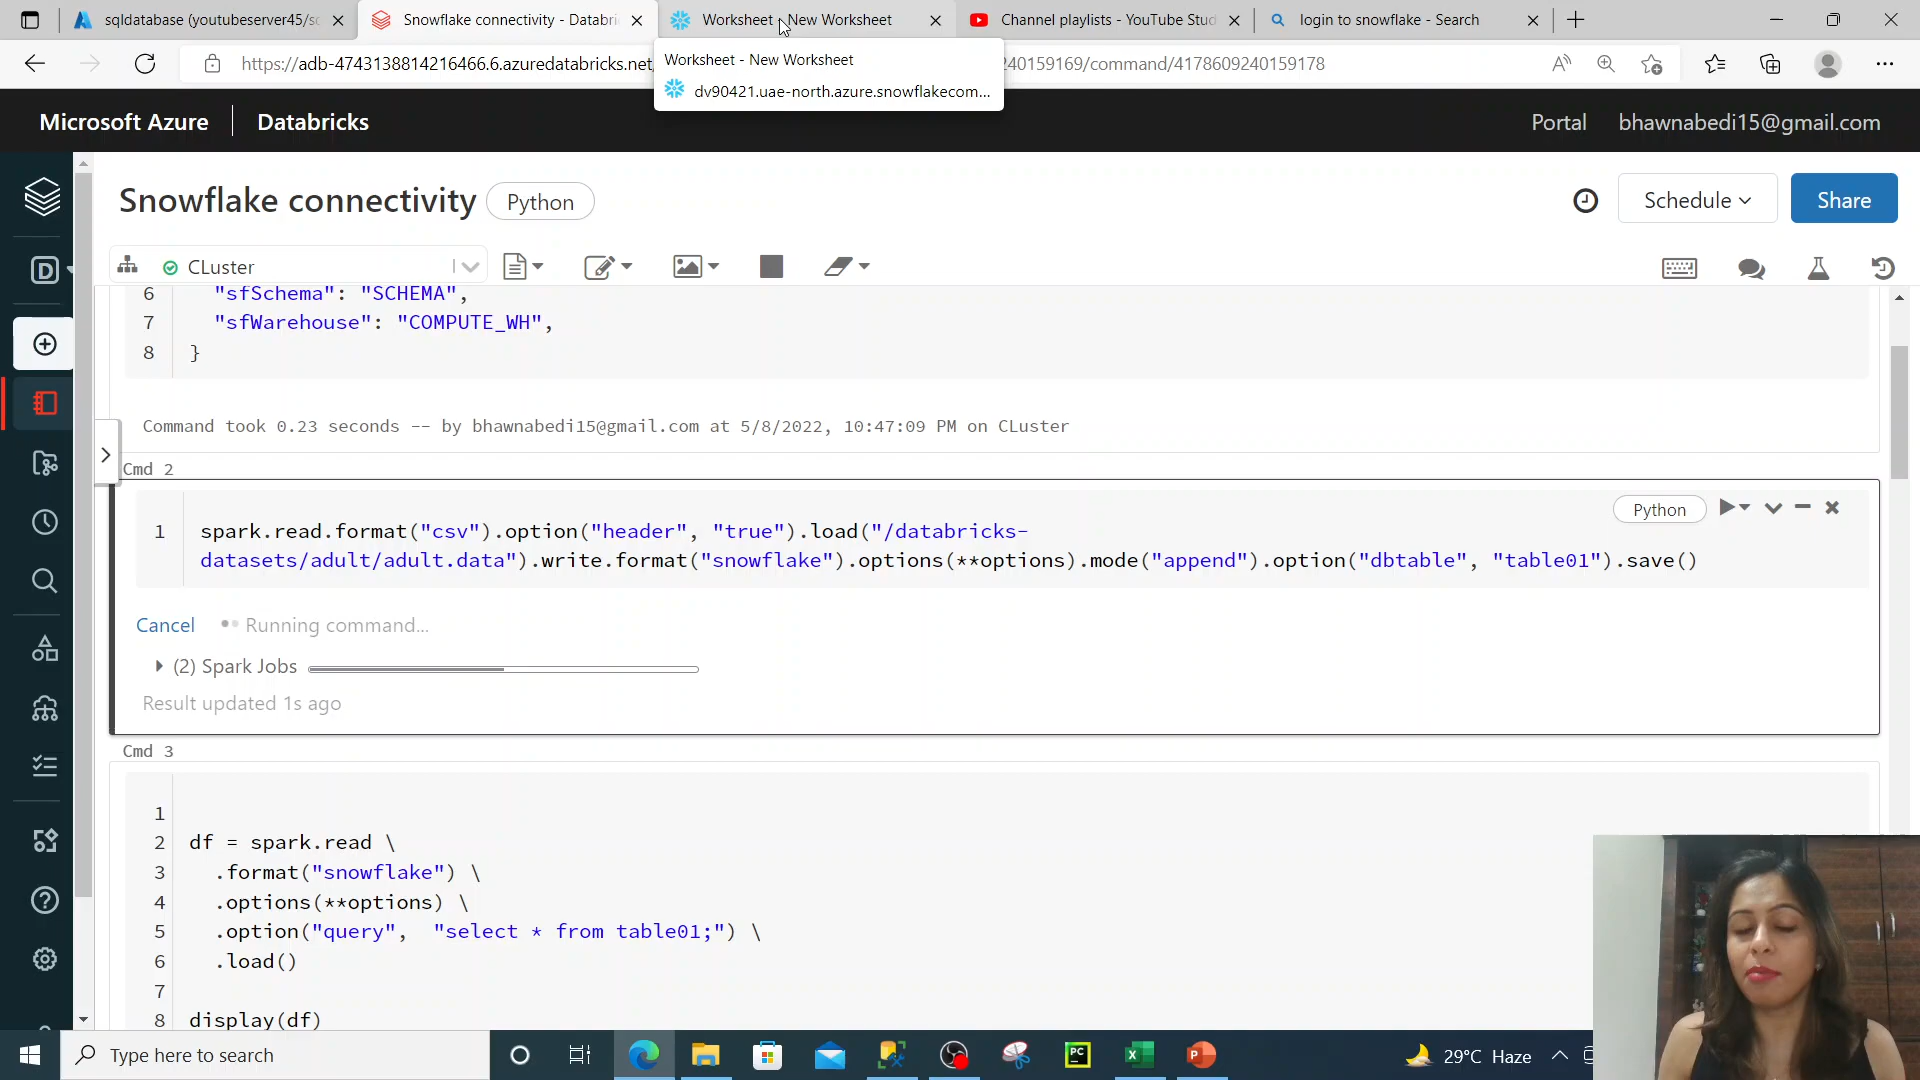 sqldatabase (youtubeserver45/sc
Snowflake connectivity - Databri
Worksheet - New Worksheet
Channel playlists - YouTube Stud
login to snowflake - Search
https://adb-4743138814216466.6.azuredatabricks.net/
240159169/command/4178609240159178
Worksheet - New Worksheet
dv90421.uae-north.azure.snowflakecom...
Microsoft Azure
Databricks
Portal
bhawnabedi15@gmail.com
Snowflake connectivity
Python
Schedule
Share
D
CLuster
6 "sfSchema": "SCHEMA",
7 "sfWarehouse": "COMPUTE_WH",
8 }
Command took 0.23 seconds -- by bhawnabedi15@gmail.com at 5/8/2022, 10:47:09 PM on CLuster
Cmd 2
Python
1 spark.read.format("csv").option("header", "true").load("/databricks-
datasets/adult/adult.data").write.format("snowflake").options(**options).mode("append").option("dbtable", "table01").save()
Cancel
Running command...
(2) Spark Jobs
Result updated 1s ago
Cmd 3
1
2 df = spark.read \
3 .format("snowflake") \
4 .options(**options) \
5 .option("query", "select * from table01;") \
6 .load()
7
8 display(df)
Type here to search
PC
X
P
29°C Haze